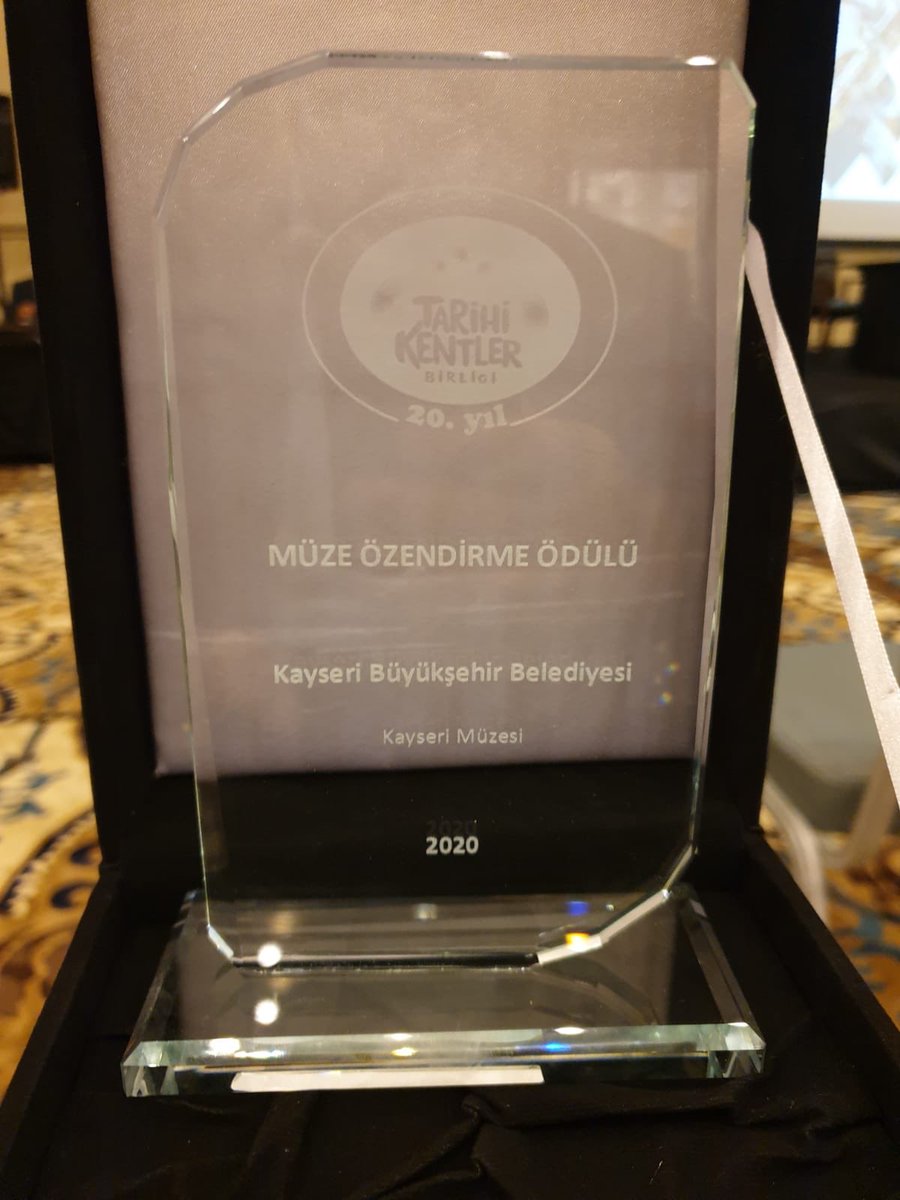 TARİHİ
KENTLER
BİRLİĞİ
20. yıl
MÜZE ÖZENDİRME ÖDÜLÜ
Kayseri Büyükşehir Belediyesi
Kayseri Müzesi
2020